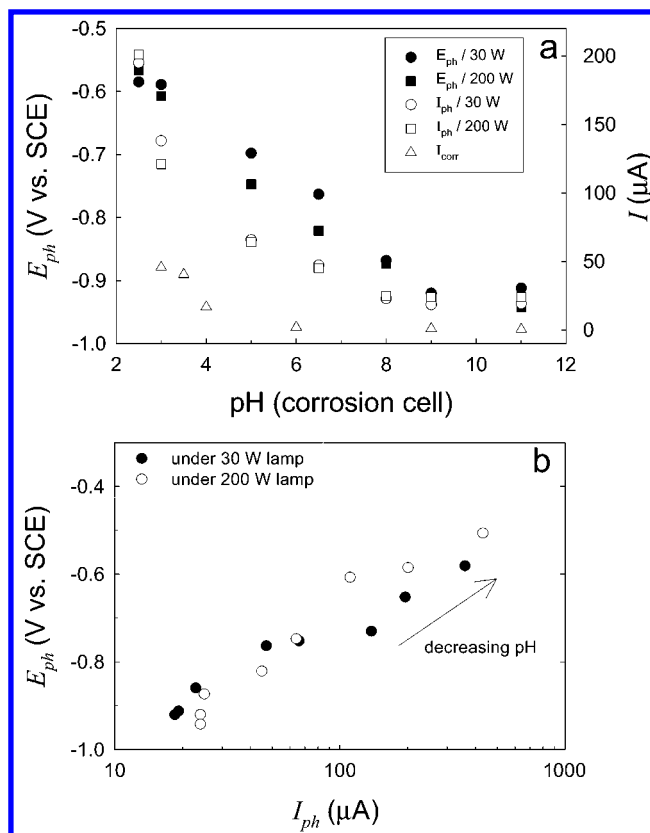 a
E_ph / 30 W
E_ph / 200 W
I_ph / 30 W
I_ph / 200 W
I_corr
-0.5
-0.6
-0.7
-0.8
-0.9
-1.0
E_ph (V vs. SCE)
200
150
100
50
0
I (μA)
2 4 6 8 10 12
pH (corrosion cell)
b
under 30 W lamp
under 200 W lamp
-0.4
-0.6
-0.8
-1.0
E_ph (V vs. SCE)
decreasing pH
10 100 1000
I_ph (μA)